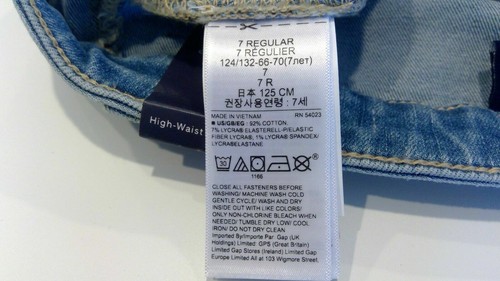 High-Waist
7 REGULAR
7 RÉGULIER
124/132-66-70(7лет)
7
7 R
日本 125 CM
권장사용연령 : 7세
MADE IN VIETNAM RN 54023
■ US/GB/EG - 92% COTTON,
7% LYCRA® ELASTERELL-P/ELASTIC
FIBER LYCRA®, 1% LYCRA® SPANDEX/
LYCRA®ELASTANE
1166
CLOSE ALL FASTENERS BEFORE
WASHING/ MACHINE WASH COLD
GENTLE CYCLE/ WASH AND DRY
INSIDE OUT WITH LIKE COLORS/
ONLY NON-CHLORINE BLEACH WHEN
NEEDED/ TUMBLE DRY LOW/ COOL
IRON/ DO NOT DRY CLEAN
Imported By/Importe Par: Gap (UK
Holdings) Limited. GPS (Great Britain)
Limited Gap Stores (Ireland) Limited Gap
Europe Limited All at 103 Wigmore Street.